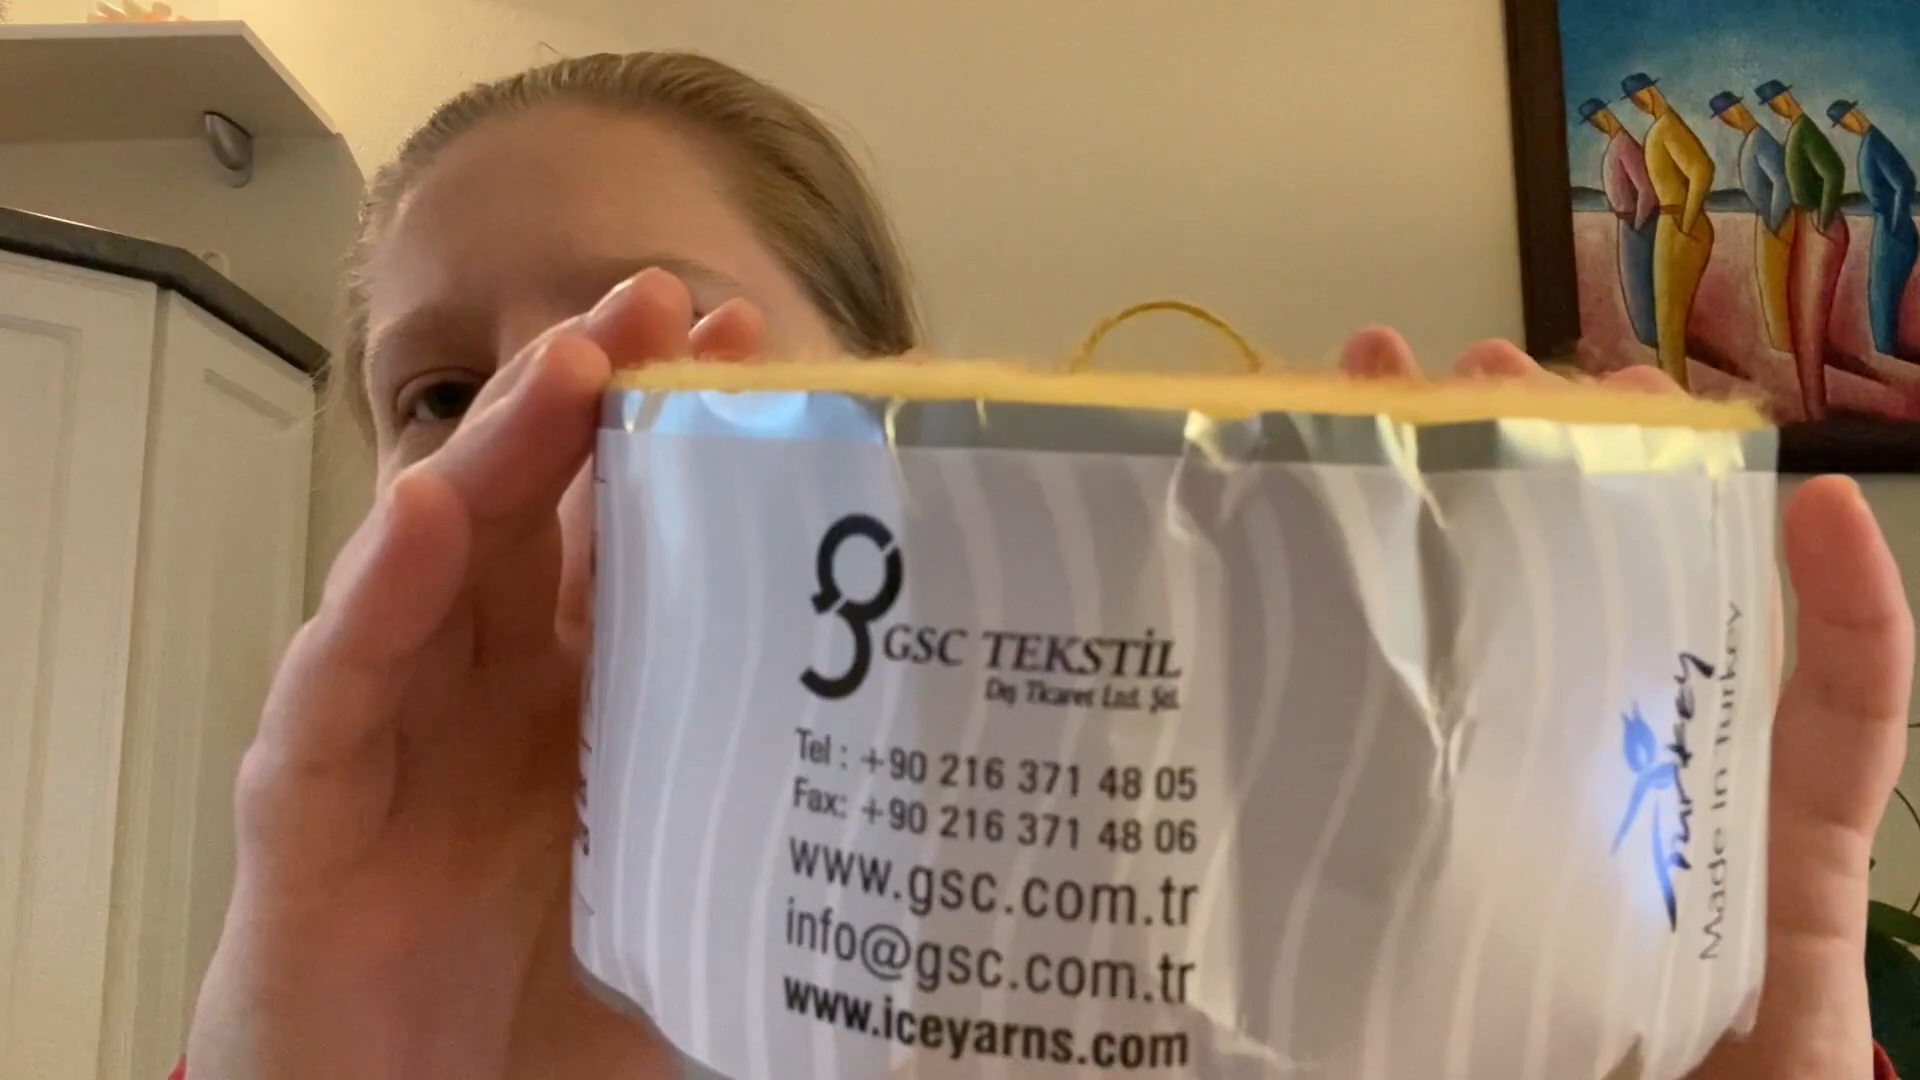 GSC TEKSTİL
Dış Ticaret Ltd. Şti.
Tel : +90 216 371 48 05
Fax: +90 216 371 48 06
www.gsc.com.tr
info@gsc.com.tr
www.iceyarns.com
Turkey
Made in Turkey